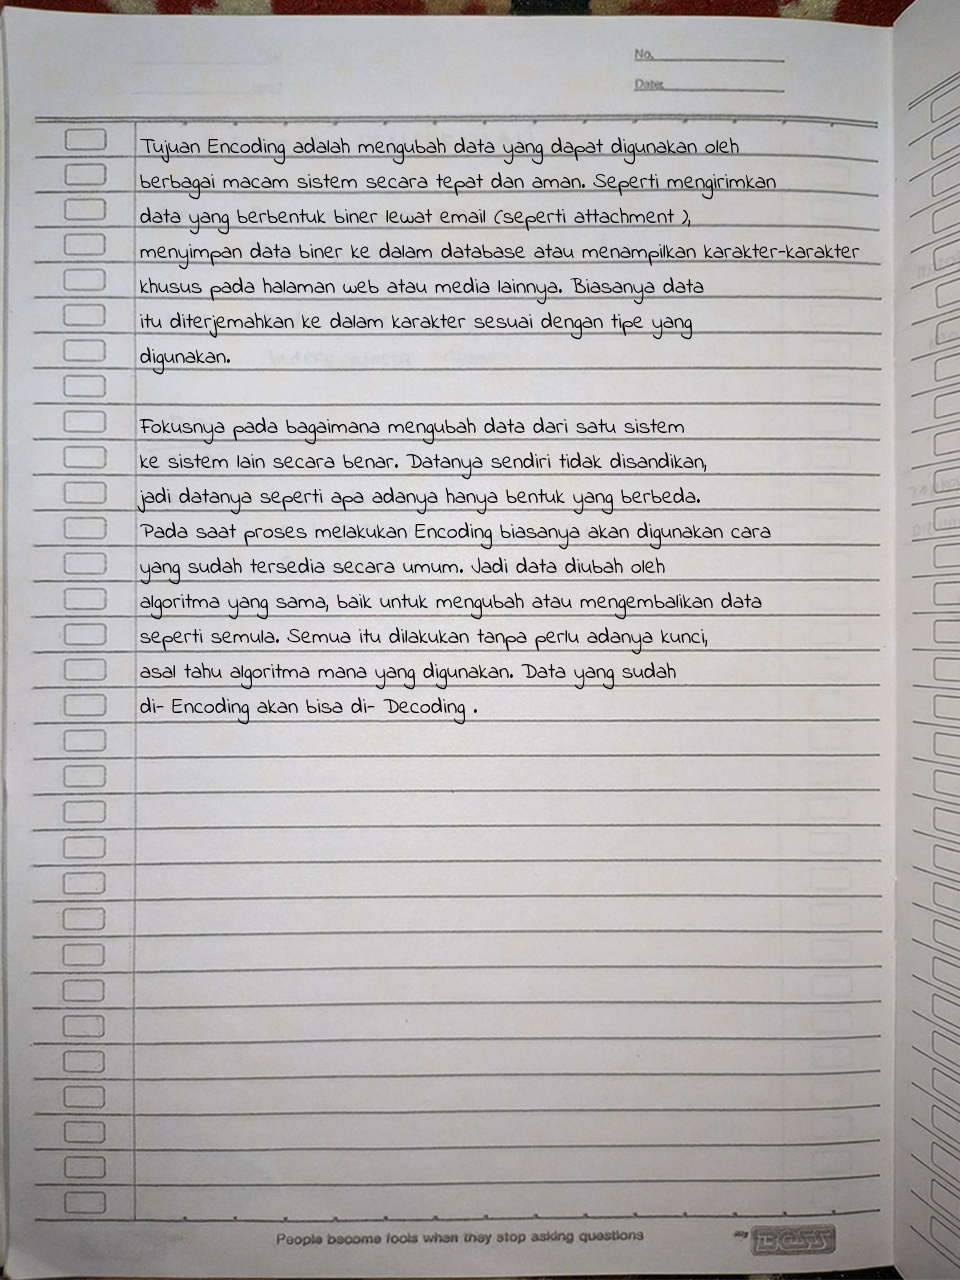 No.
Date:
Tujuan Encoding adalah mengubah data yang dapat digunakan oleh
berbagai macam sistem secara tepat dan aman. Seperti mengirimkan
data yang berbentuk biner lewat email (seperti attachment ),
menyimpan data biner ke dalam database atau menampilkan karakter-karakter
khusus pada halaman web atau media lainnya. Biasanya data
itu diterjemahkan ke dalam karakter sesuai dengan tipe yang
digunakan.
Fokusnya pada bagaimana mengubah data dari satu sistem
ke sistem lain secara benar. Datanya sendiri tidak disandikan,
jadi datanya seperti apa adanya hanya bentuk yang berbeda.
Pada saat proses melakukan Encoding biasanya akan digunakan cara
yang sudah tersedia secara umum. Jadi data diubah oleh
algoritma yang sama, baik untuk mengubah atau mengembalikan data
seperti semula. Semua itu dilakukan tanpa perlu adanya kunci,
asal tahu algoritma mana yang digunakan. Data yang sudah
di- Encoding akan bisa di- Decoding .
People become fools when they stop asking questions
my BOSS